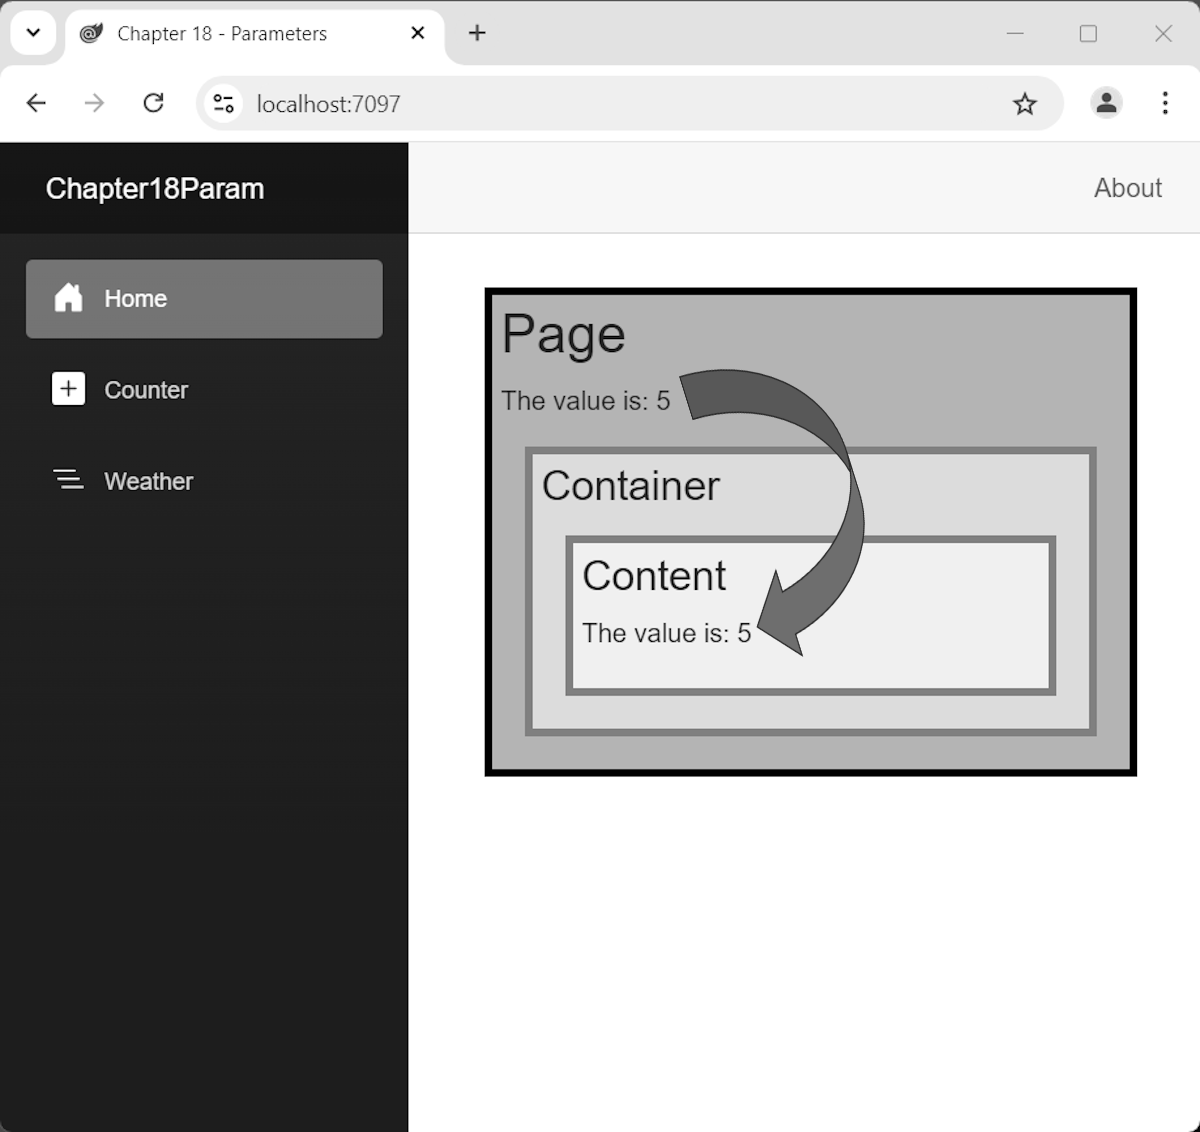 Chapter 18 - Parameters
localhost:7097
Chapter18Param
About
Home
Counter
Weather
Page
The value is: 5
Container
Content
The value is: 5